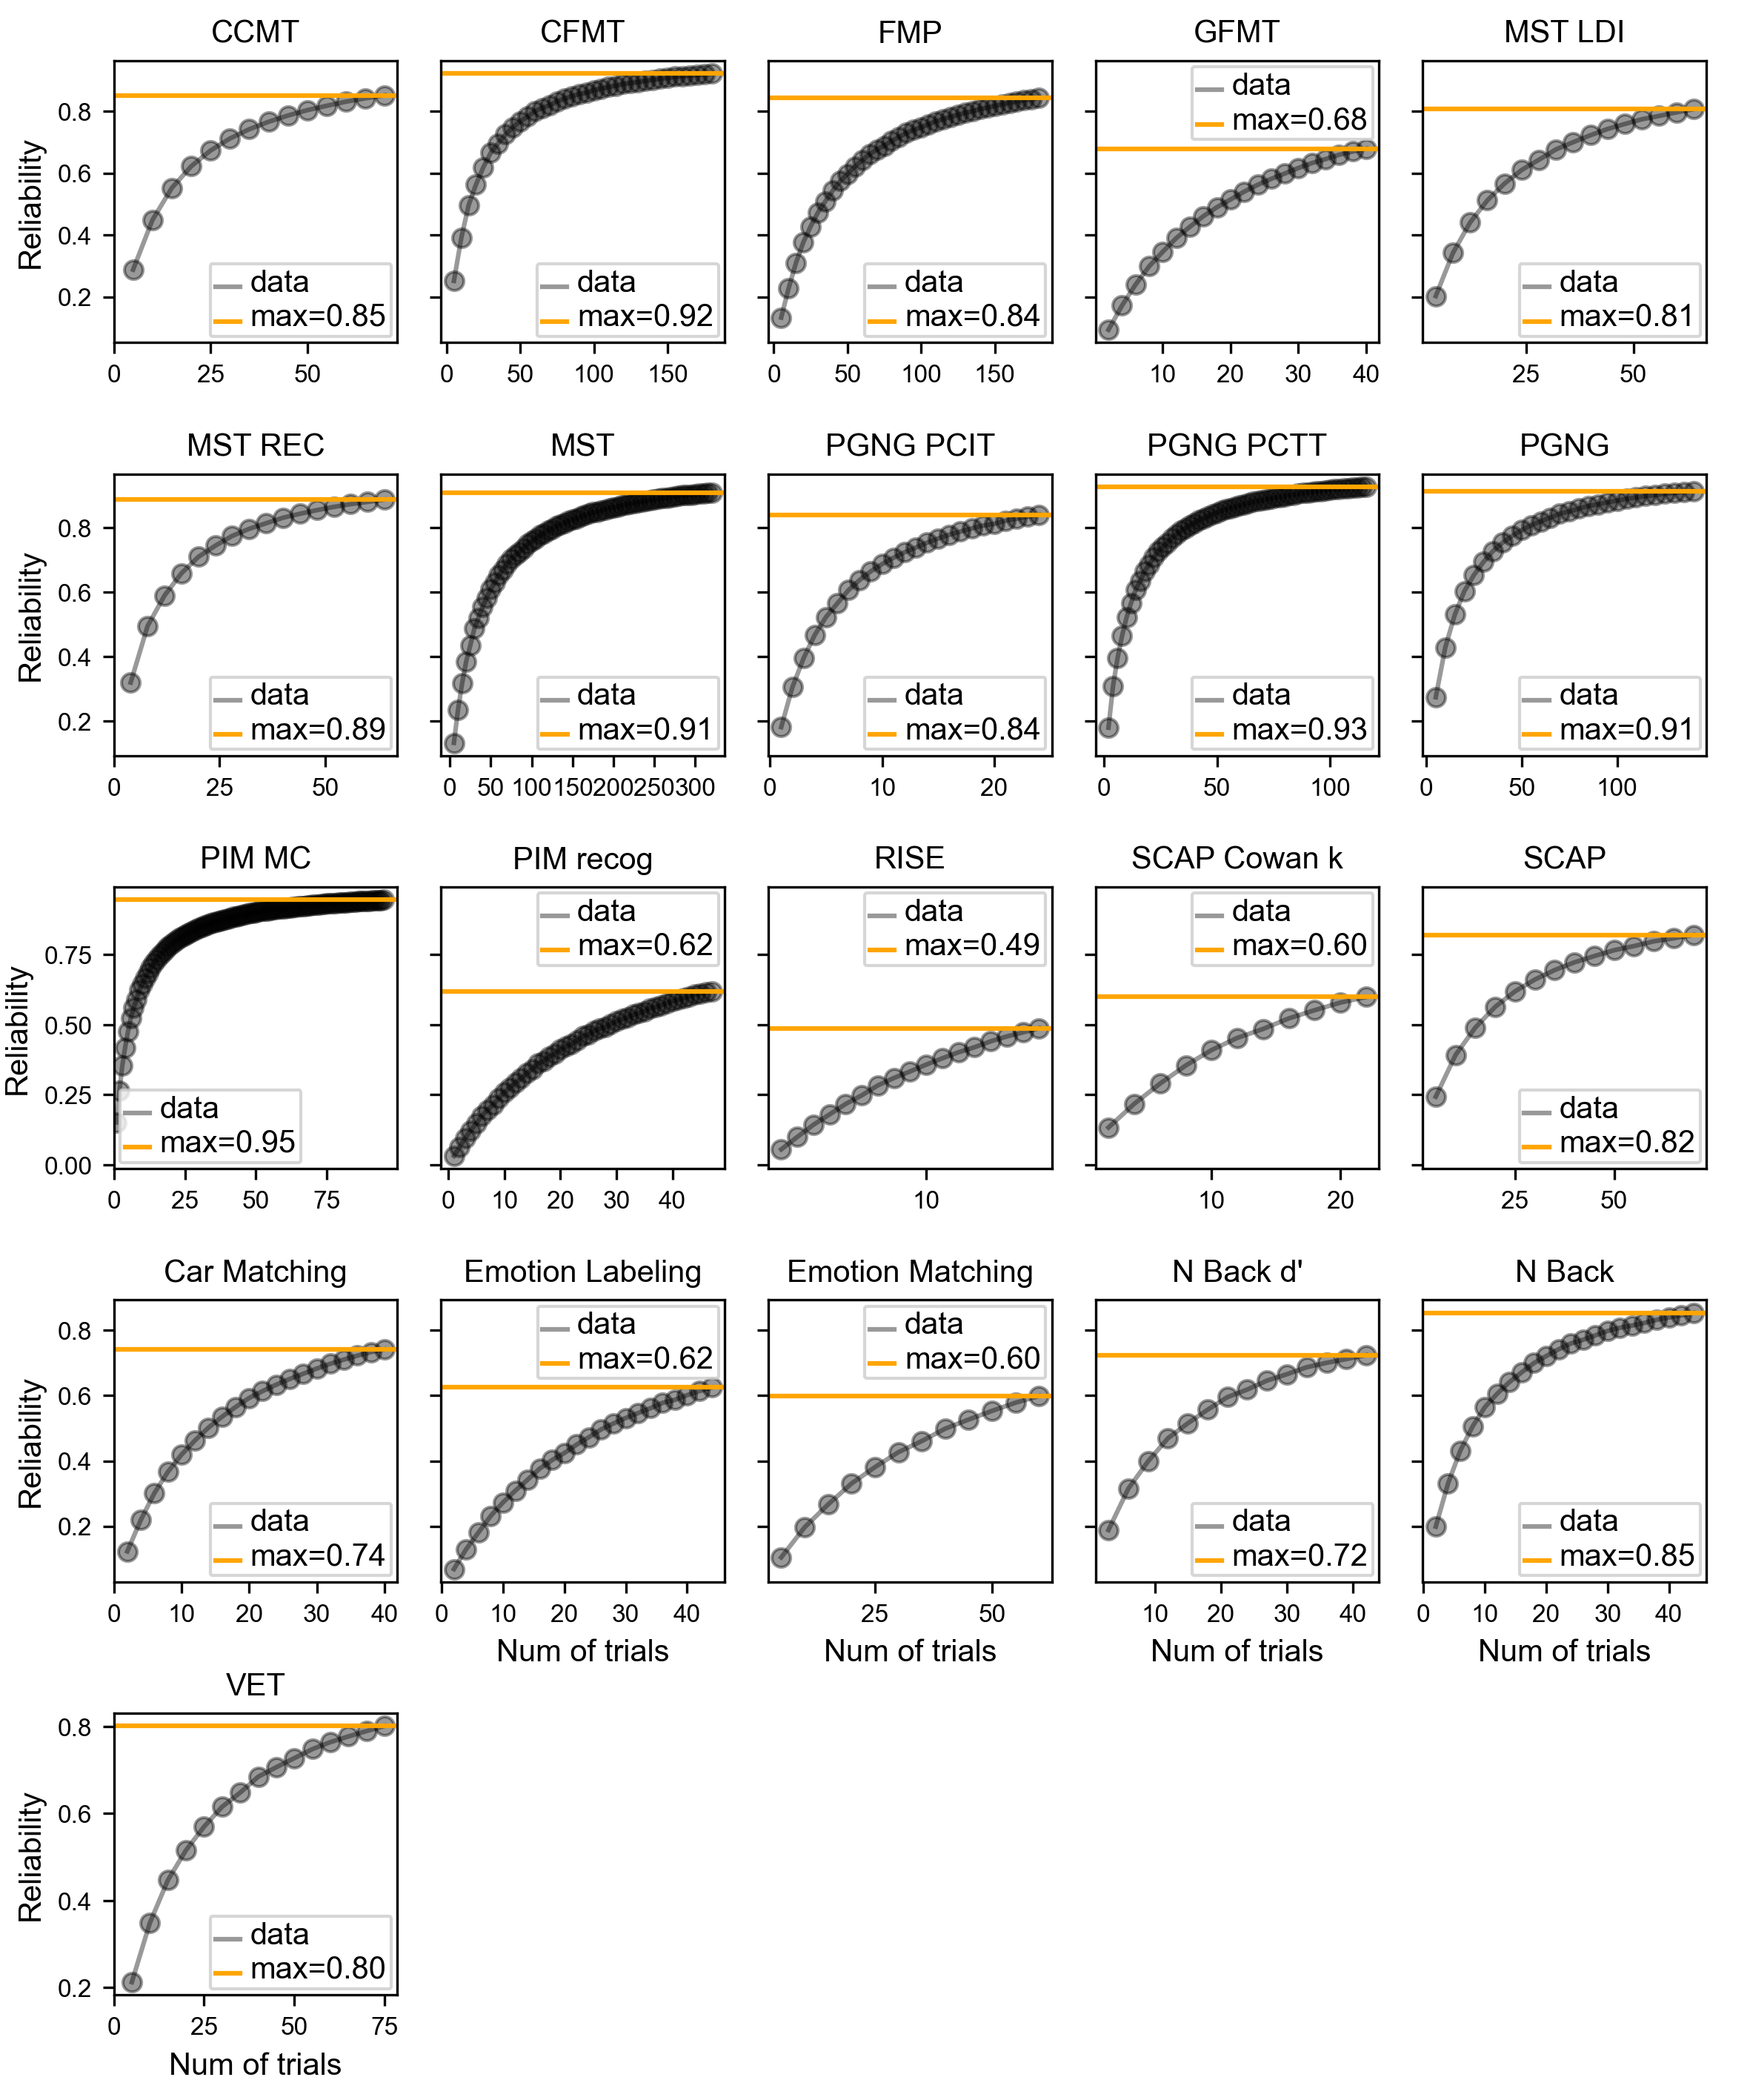 CCMT CFMT FMP GFMT MST LDI
Reliability
0.8
0.6
0.4
0.2
data
max=0.85
data
max=0.92
data
max=0.84
data
max=0.68
data
max=0.81
0 25 50
0 50 100 150
0 50 100 150
10 20 30 40
25 50
MST REC MST PGNG PCIT PGNG PCTT PGNG
Reliability
0.8
0.6
0.4
0.2
data
max=0.89
data
max=0.91
data
max=0.84
data
max=0.93
data
max=0.91
0 25 50
0 50 100 150 200 250 300
0 10 20
0 50 100
0 50 100
PIM MC PIM recog RISE SCAP Cowan k SCAP
Reliability
0.75
0.50
0.25
0.00
data
max=0.95
data
max=0.62
data
max=0.49
data
max=0.60
data
max=0.82
0 25 50 75
0 10 20 30 40
10
10 20
25 50
Car Matching Emotion Labeling Emotion Matching N Back d' N Back
Reliability
0.8
0.6
0.4
0.2
data
max=0.74
data
max=0.62
data
max=0.60
data
max=0.72
data
max=0.85
0 10 20 30 40
0 10 20 30 40
25 50
10 20 30 40
0 10 20 30 40
Num of trials Num of trials Num of trials Num of trials
VET
Reliability
0.8
0.6
0.4
0.2
data
max=0.80
0 25 50 75
Num of trials